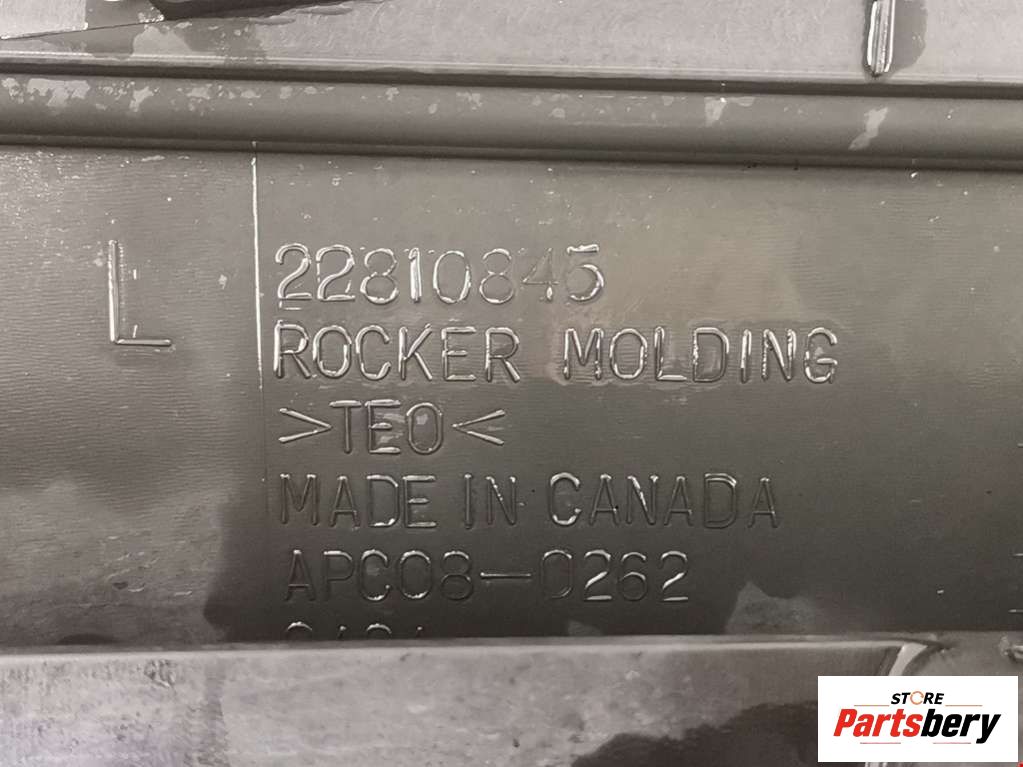 L
22810845
ROCKER MOLDING
>TEO<
MADE IN CANADA
APC08-0262
STORE
Partsbery